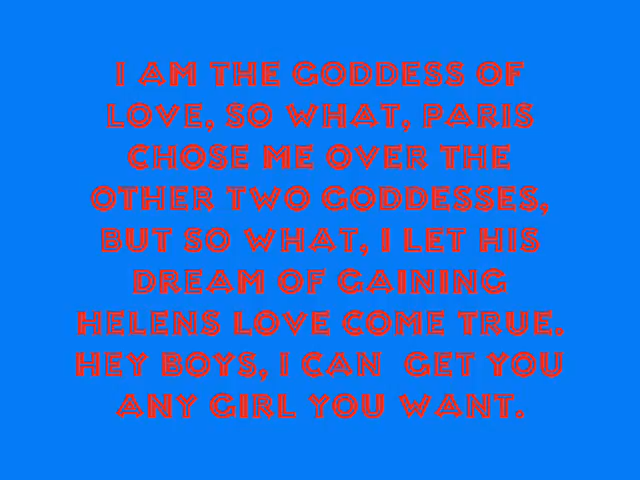 I AM THE GODDESS OF
LOVE, SO WHAT, PARIS
CHOSE ME OVER THE
OTHER TWO GODDESSES,
BUT SO WHAT, I LET HIS
DREAM OF GAINING
HELENS LOVE COME TRUE.
HEY BOYS, I CAN  GET YOU
ANY GIRL YOU WANT.